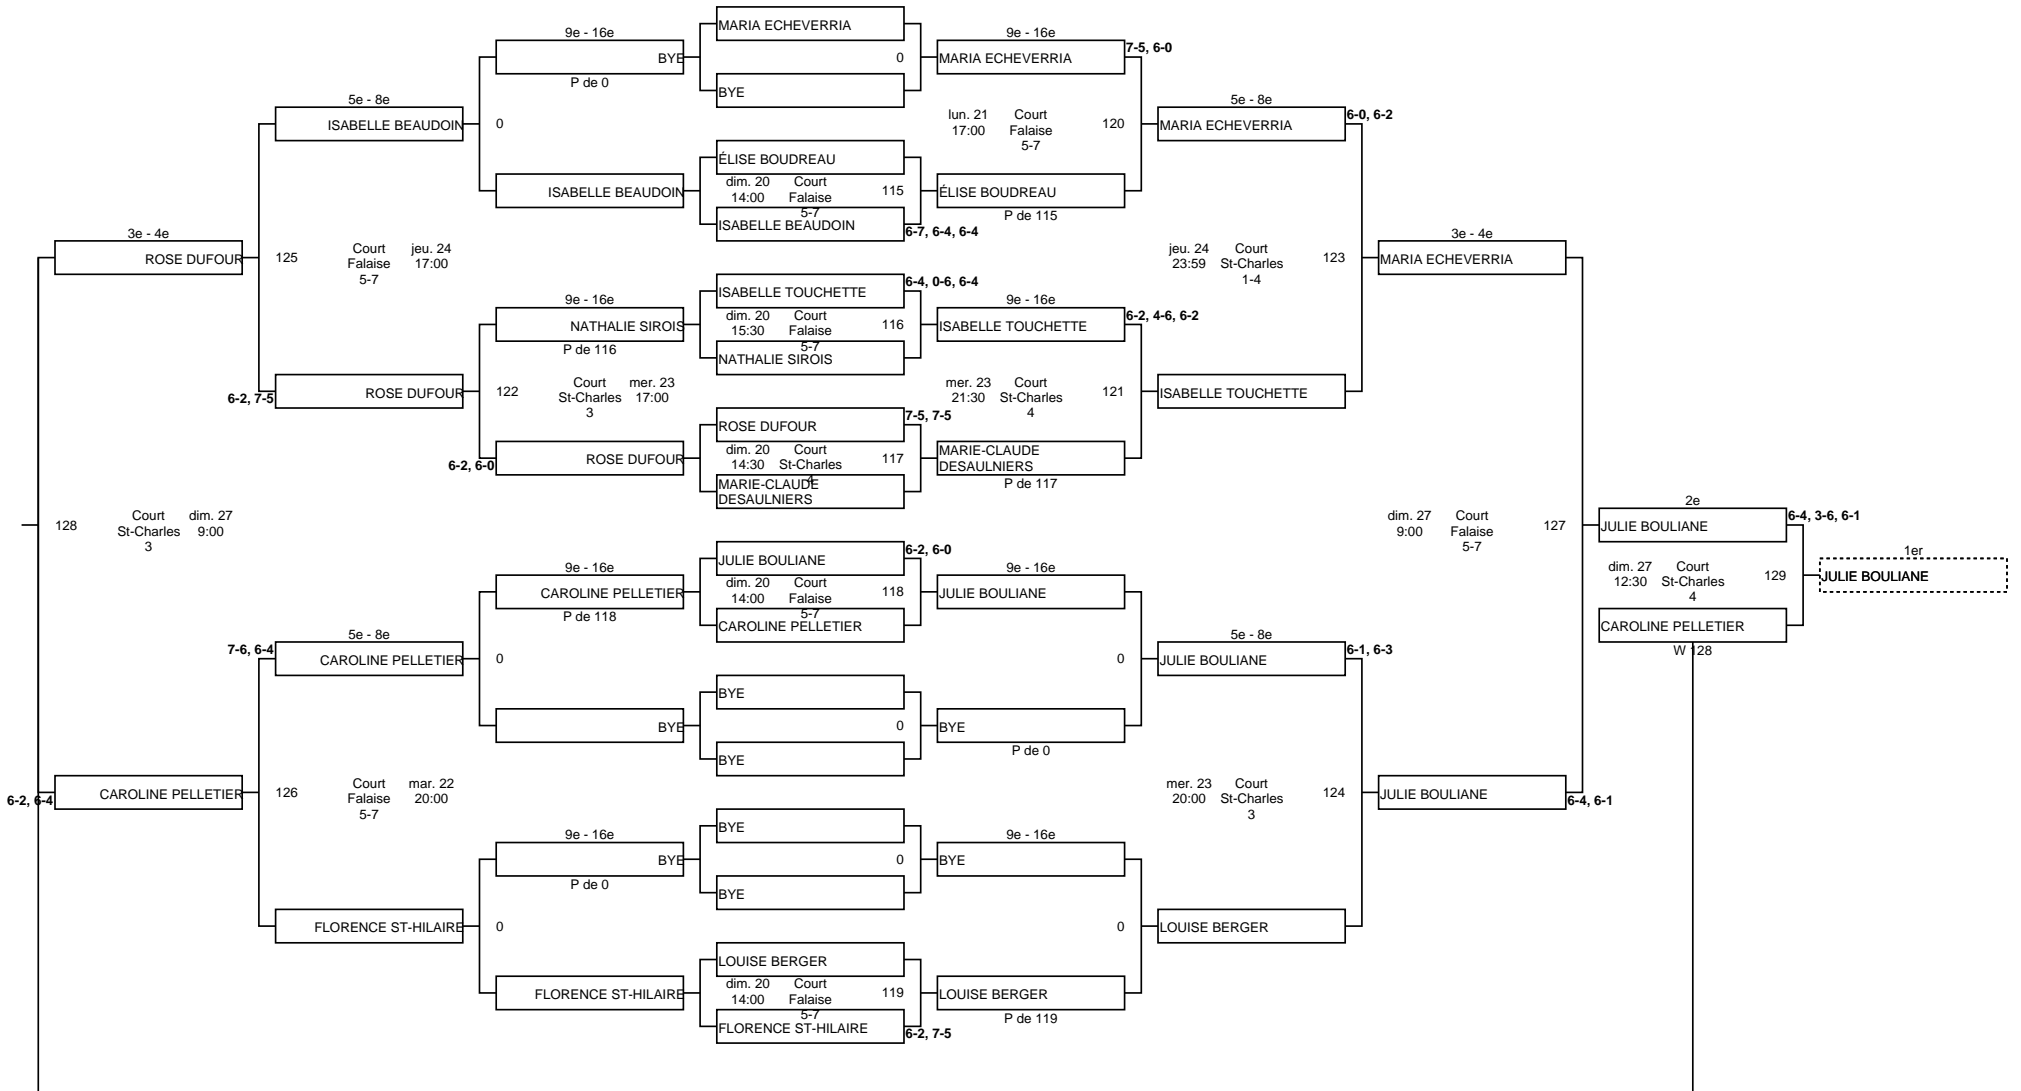 MARIA ECHEVERRIA
9e - 16e
BYE
P de 0
0
BYE
9e - 16e
MARIA ECHEVERRIA
7-5, 6-0
5e - 8e
ISABELLE BEAUDOIN
0
lun. 21 Court
17:00 Falaise
5-7
120
5e - 8e
MARIA ECHEVERRIA
6-0, 6-2
ISABELLE BEAUDOIN
ÉLISE BOUDREAU
dim. 20 Court
14:00 Falaise
5-7
115
ISABELLE BEAUDOIN
6-7, 6-4, 6-4
ÉLISE BOUDREAU
P de 115
3e - 4e
ROSE DUFOUR
125
Court jeu. 24
Falaise 17:00
5-7
jeu. 24 Court
23:59 St-Charles
1-4
123
3e - 4e
MARIA ECHEVERRIA
9e - 16e
NATHALIE SIROIS
P de 116
ISABELLE TOUCHETTE
6-4, 0-6, 6-4
dim. 20 Court
15:30 Falaise
5-7
116
NATHALIE SIROIS
9e - 16e
ISABELLE TOUCHETTE
6-2, 4-6, 6-2
6-2, 7-5
ROSE DUFOUR
122
Court mer. 23
St-Charles 17:00
3
mer. 23 Court
21:30 St-Charles
4
121
ISABELLE TOUCHETTE
6-2, 6-0
ROSE DUFOUR
ROSE DUFOUR
7-5, 7-5
dim. 20 Court
14:30 St-Charles
4
117
MARIE-CLAUDE
DESAULNIERS
MARIE-CLAUDE
DESAULNIERS
P de 117
128
Court dim. 27
St-Charles 9:00
3
dim. 27 Court
9:00 Falaise
5-7
127
2e
JULIE BOULIANE
6-4, 3-6, 6-1
dim. 27 Court
12:30 St-Charles
4
129
1er
JULIE BOULIANE
CAROLINE PELLETIER
W 128
9e - 16e
CAROLINE PELLETIER
P de 118
JULIE BOULIANE
6-2, 6-0
dim. 20 Court
14:00 Falaise
5-7
118
CAROLINE PELLETIER
9e - 16e
JULIE BOULIANE
7-6, 6-4
5e - 8e
CAROLINE PELLETIER
0
0
5e - 8e
JULIE BOULIANE
6-1, 6-3
BYE
BYE
0
BYE
BYE
P de 0
6-2, 6-4
CAROLINE PELLETIER
126
Court mar. 22
Falaise 20:00
5-7
mer. 23 Court
20:00 St-Charles
3
124
JULIE BOULIANE
6-4, 6-1
9e - 16e
BYE
P de 0
BYE
0
BYE
9e - 16e
BYE
FLORENCE ST-HILAIRE
0
0
LOUISE BERGER
FLORENCE ST-HILAIRE
LOUISE BERGER
dim. 20 Court
14:00 Falaise
5-7
119
FLORENCE ST-HILAIRE
6-2, 7-5
LOUISE BERGER
P de 119